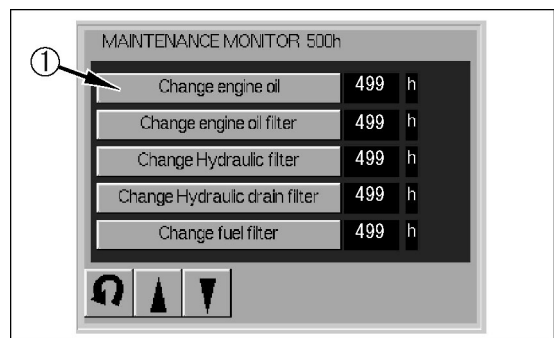 MAINTENANCE MONITOR 500h
①
Change engine oil 499 h
Change engine oil filter 499 h
Change Hydraulic filter 499 h
Change Hydraulic drain filter 499 h
Change fuel filter 499 h